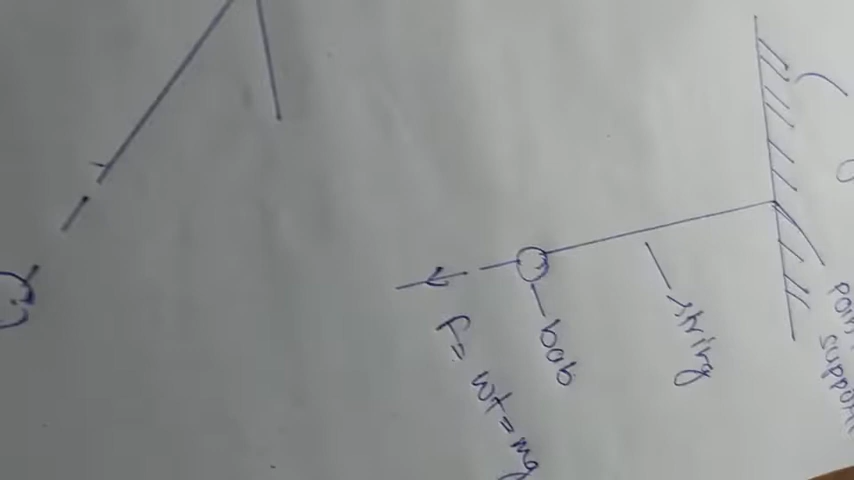 support
string
bob
F = wt = mg